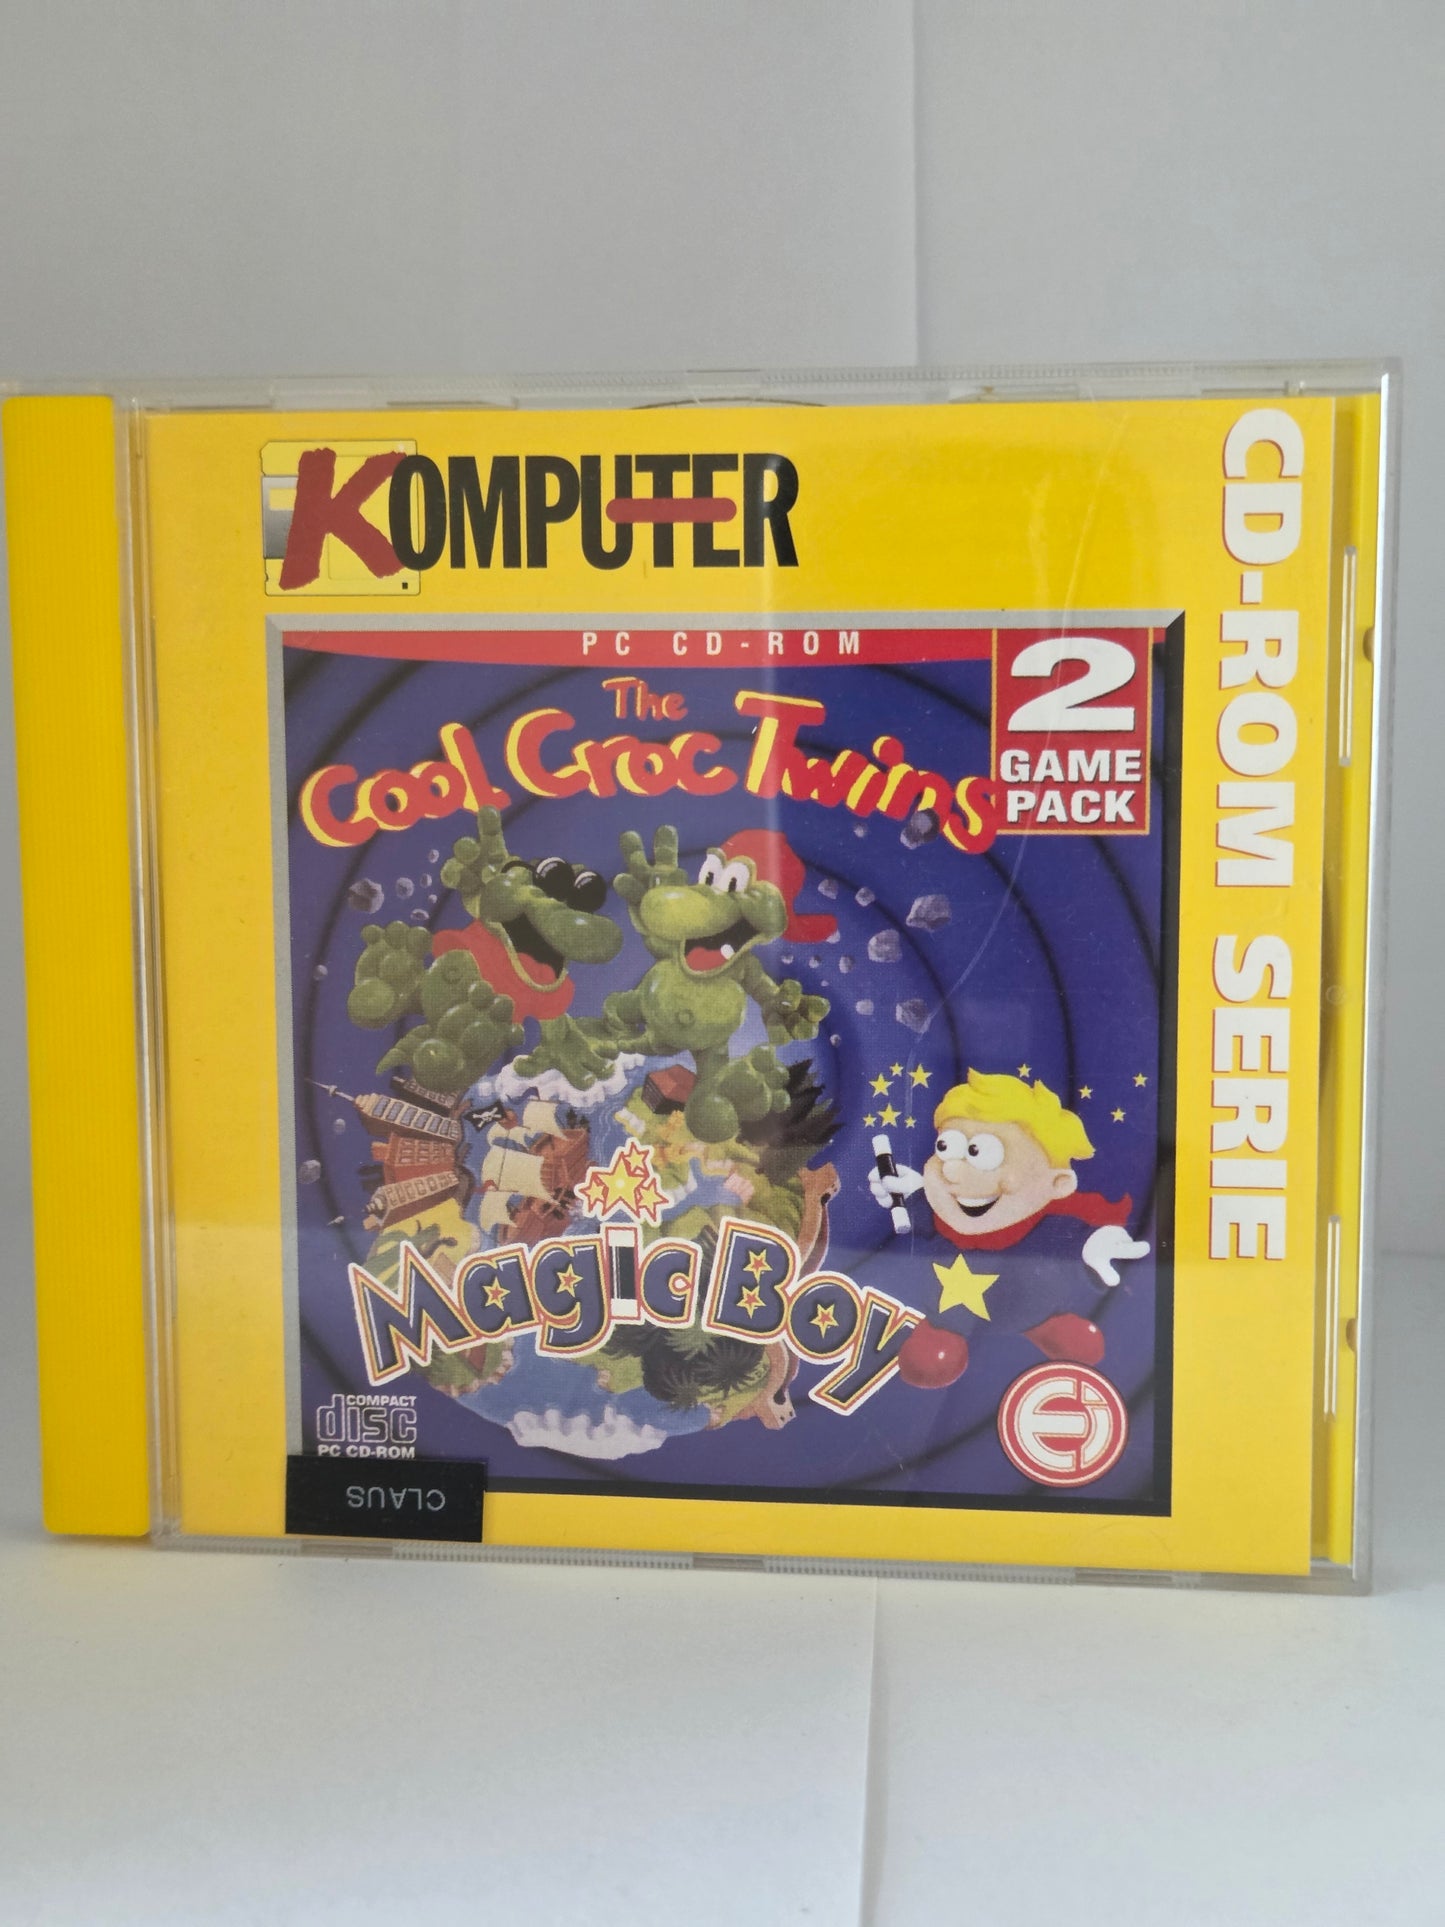 KOMPUTER
CD-ROM SERIE
PC CD-ROM
2
GAME
PACK
The
Cool Croc Twins
Magic Boy
COMPACT
disc
PC CD-ROM
CLAUS